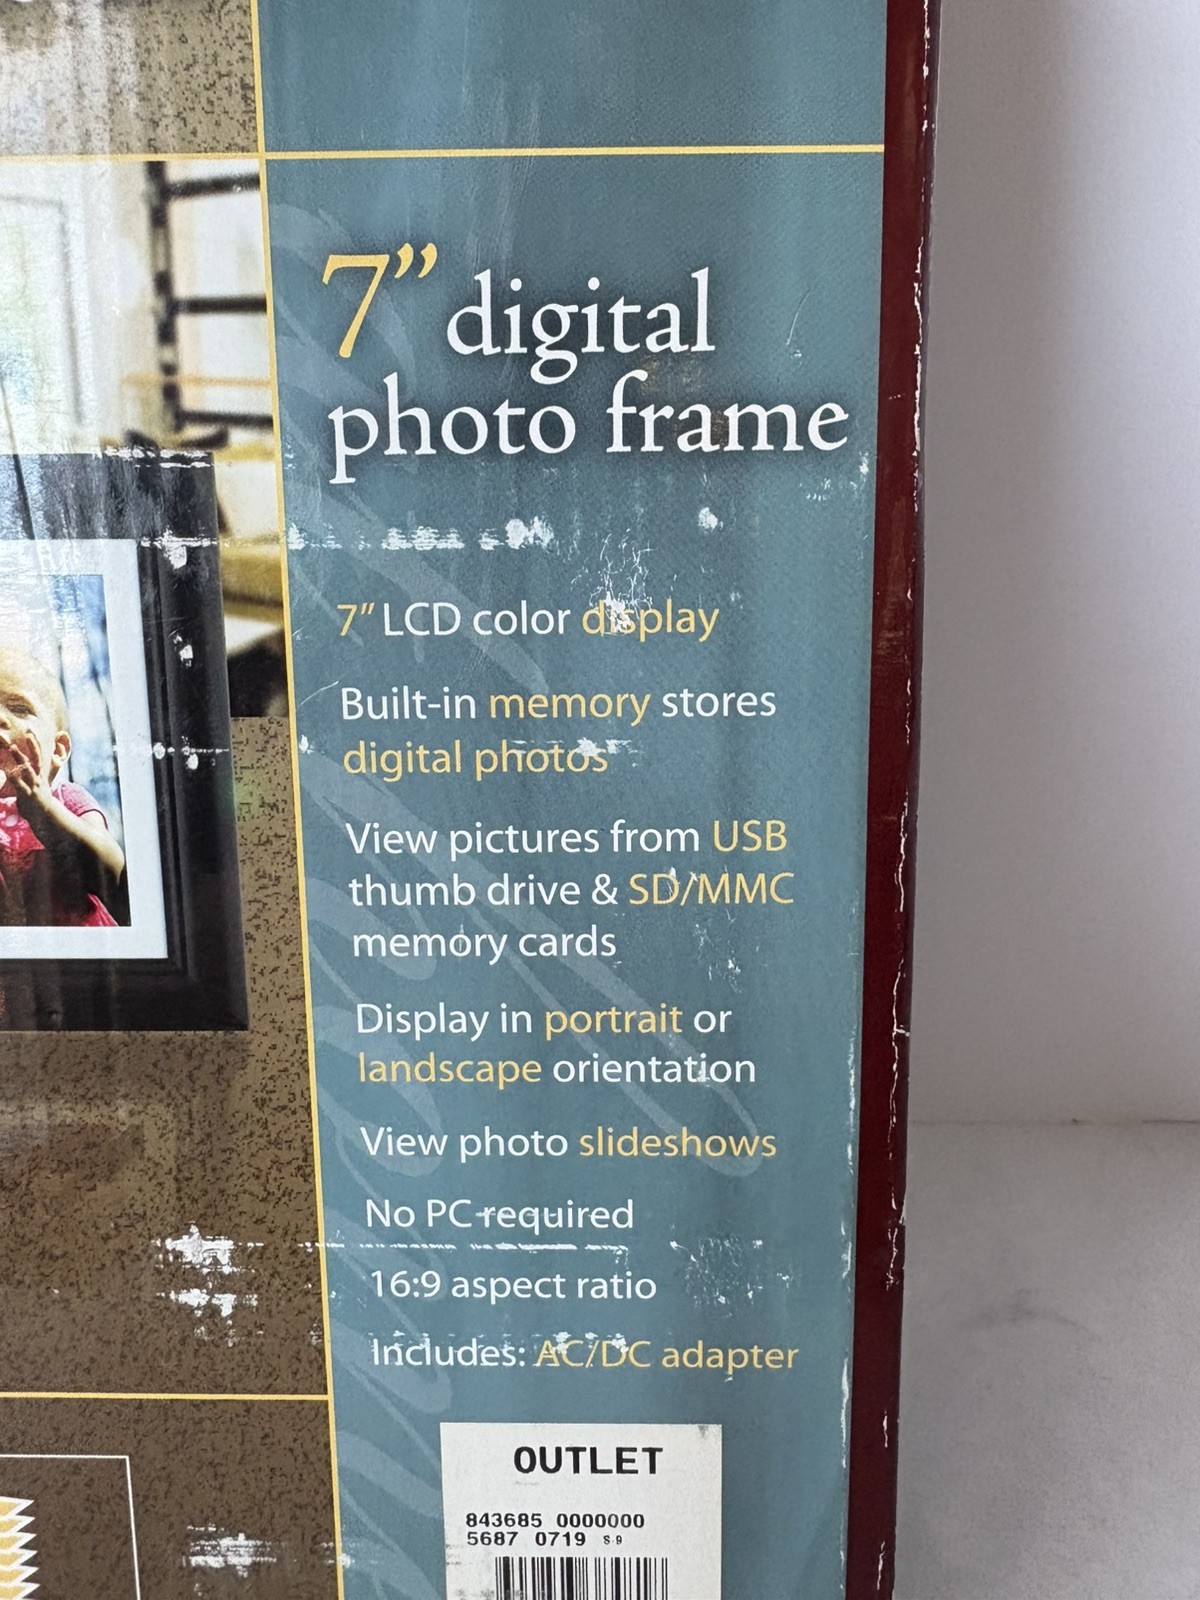 7” digital
photo frame
7" LCD color display
Built-in memory stores
digital photos
View pictures from USB
thumb drive & SD/MMC
memory cards
Display in portrait or
landscape orientation
View photo slideshows
No PC required
16:9 aspect ratio
Includes: AC/DC adapter
OUTLET
843685 0000000
5687 0719 S-9